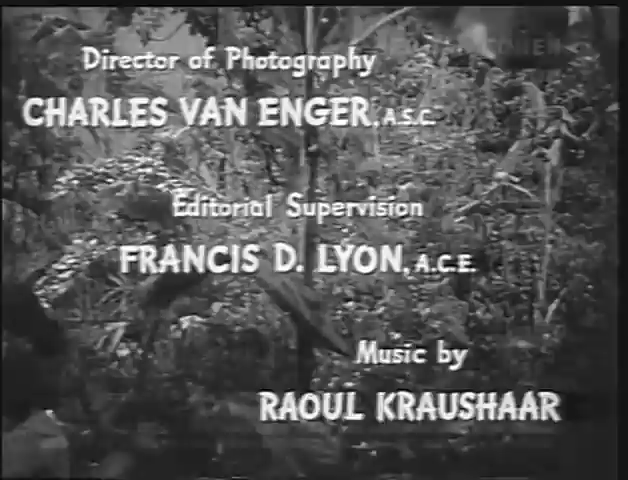 Director of Photography
CHARLES VAN ENGER, A.S.C.
Editorial Supervision
FRANCIS D. LYON, A.C.E.
Music by
RAOUL KRAUSHAAR